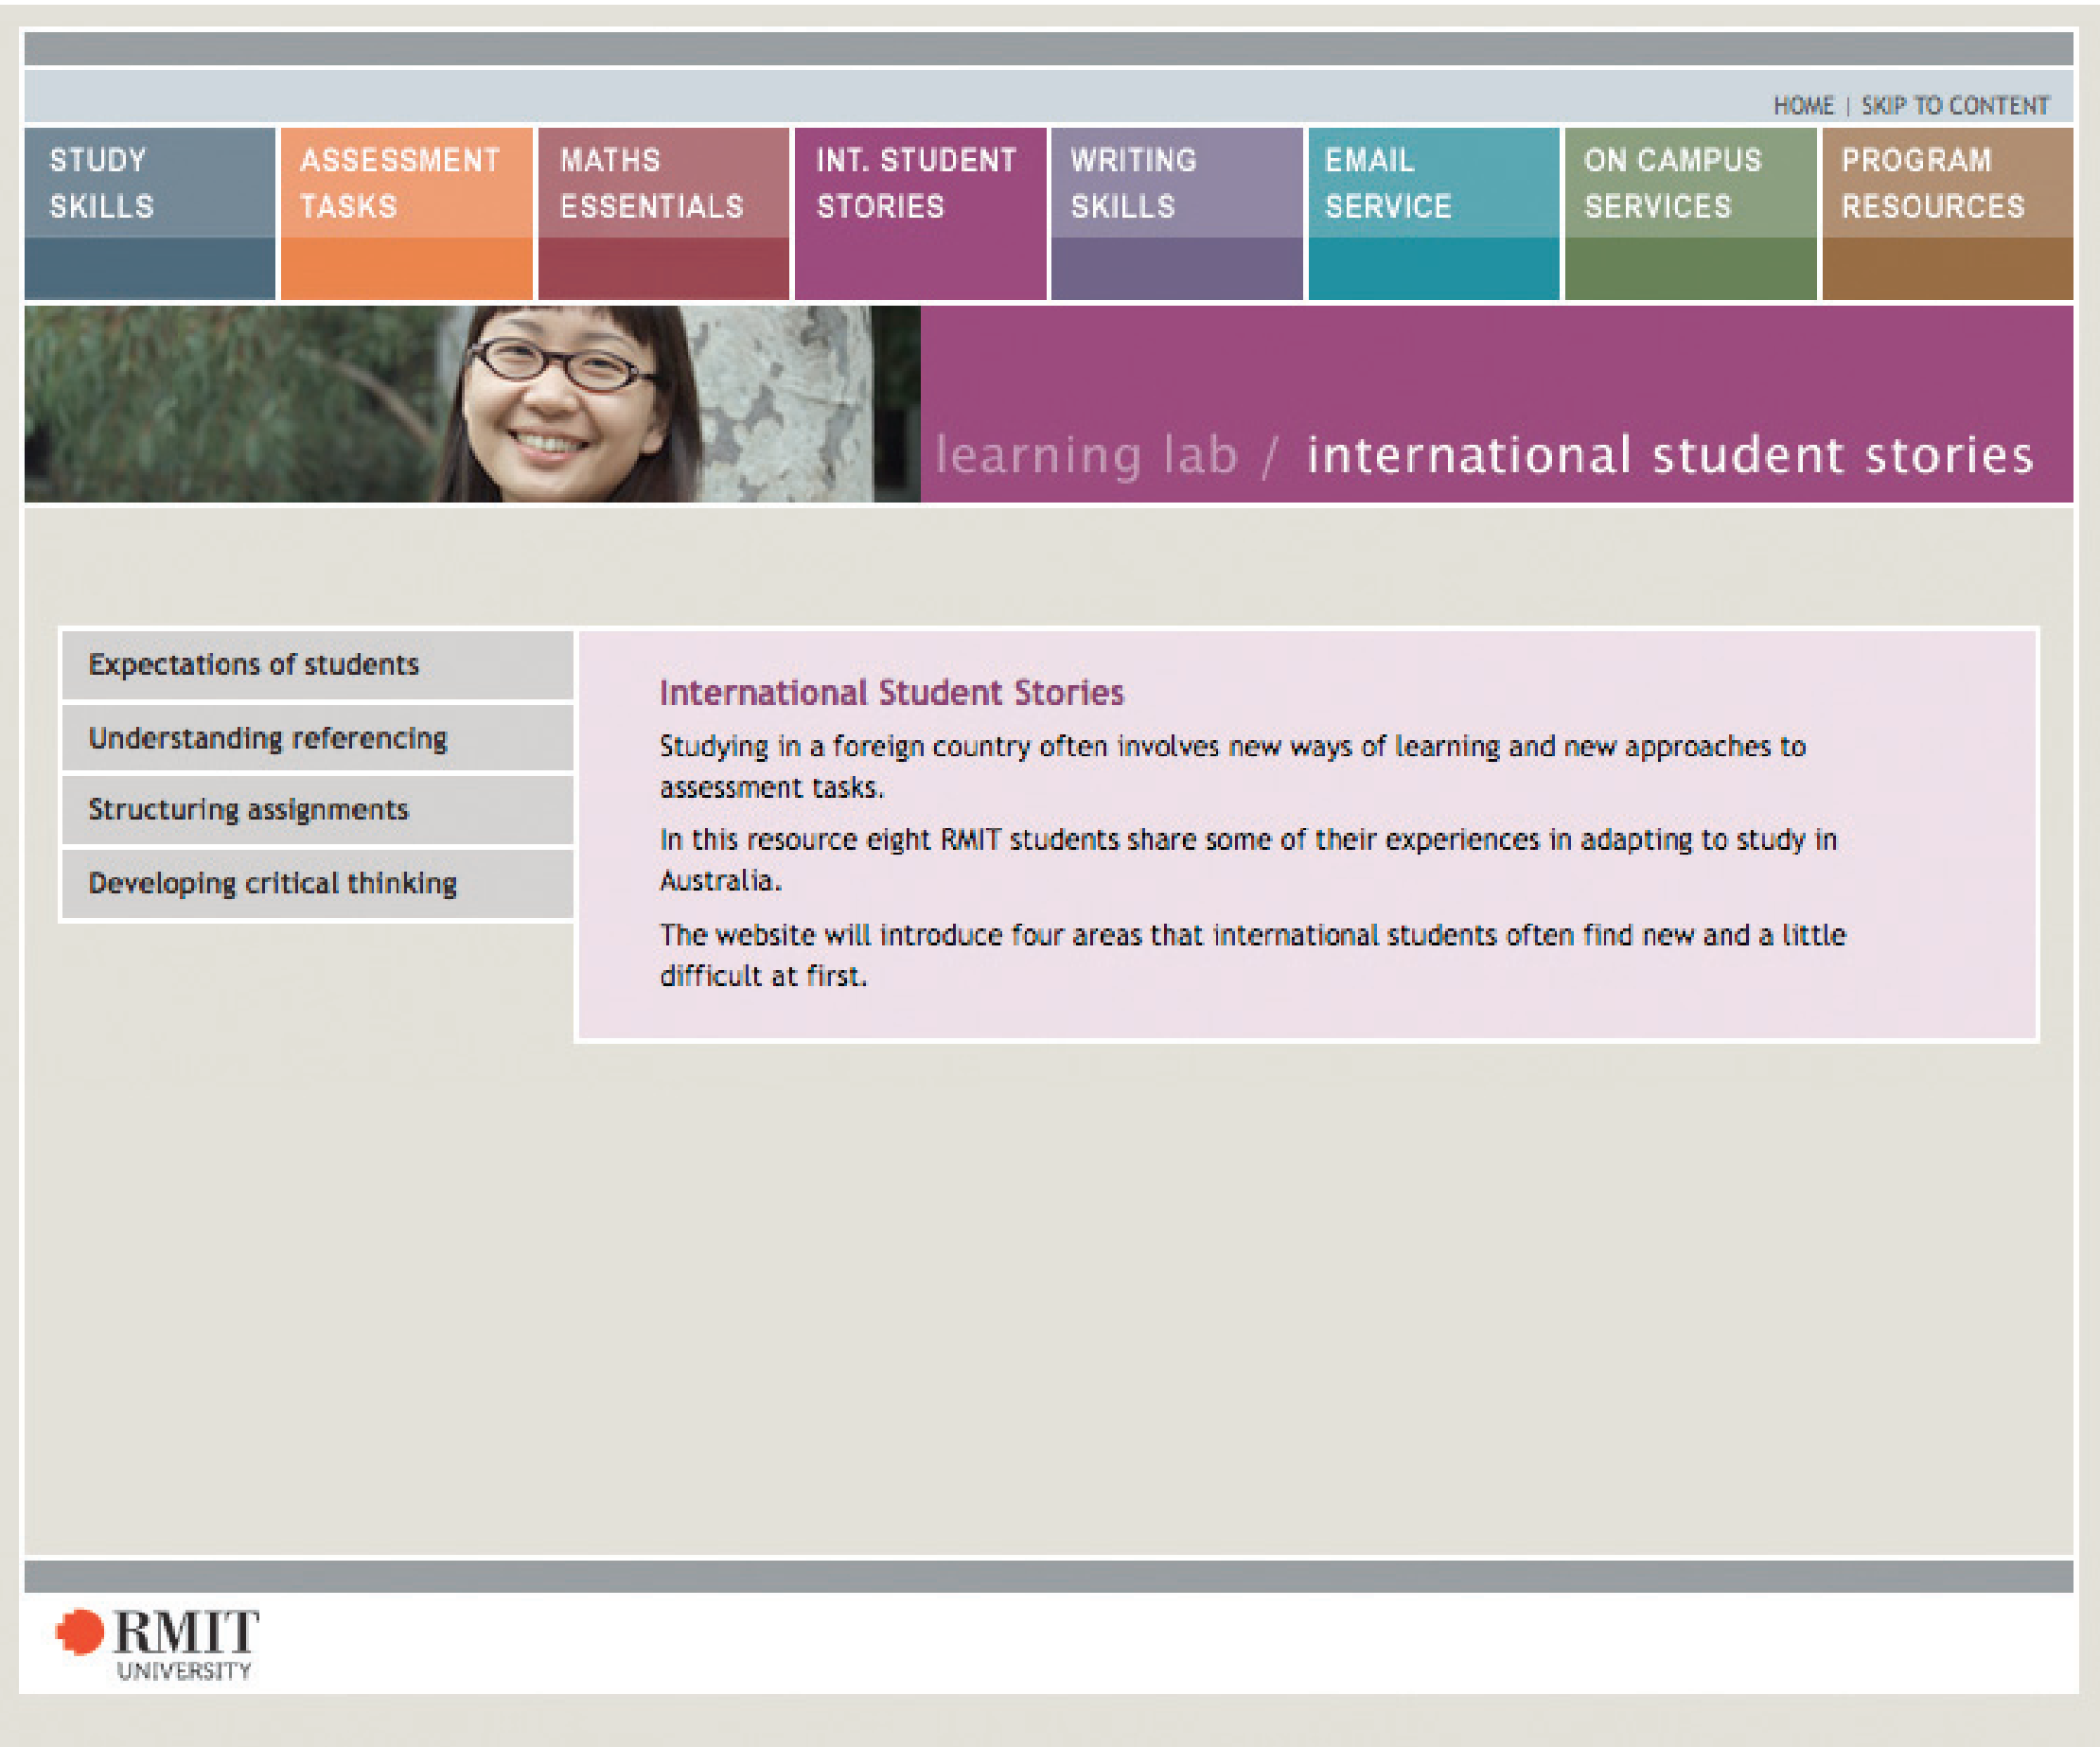 HOME | SKIP TO CONTENT
STUDY
SKILLS
ASSESSMENT
TASKS
MATHS
ESSENTIALS
INT. STUDENT
STORIES
WRITING
SKILLS
EMAIL
SERVICE
ON CAMPUS
SERVICES
PROGRAM
RESOURCES
learning lab / international student stories
Expectations of students
Understanding referencing
Structuring assignments
Developing critical thinking
International Student Stories
Studying in a foreign country often involves new ways of learning and new approaches to
assessment tasks.
In this resource eight RMIT students share some of their experiences in adapting to study in
Australia.
The website will introduce four areas that international students often find new and a little
difficult at first.
RMIT
UNIVERSITY